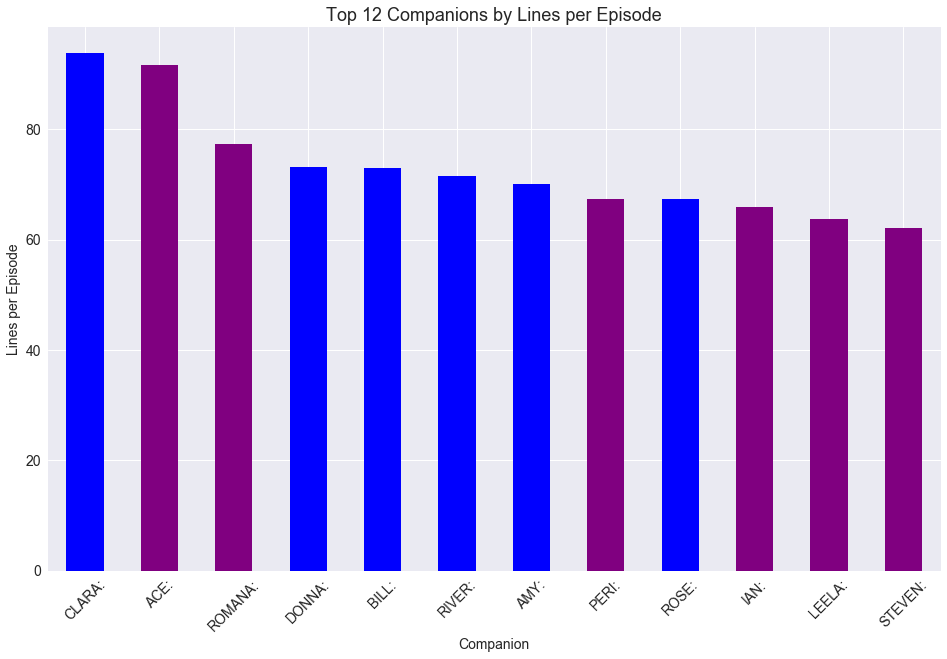 Top 12 Companions by Lines per Episode
Lines per Episode
80
60
40
20
0
CLARA:
ACE:
ROMANA:
DONNA:
BILL:
RIVER:
AMY:
PERI:
ROSE:
IAN:
LEELA:
STEVEN:
Companion